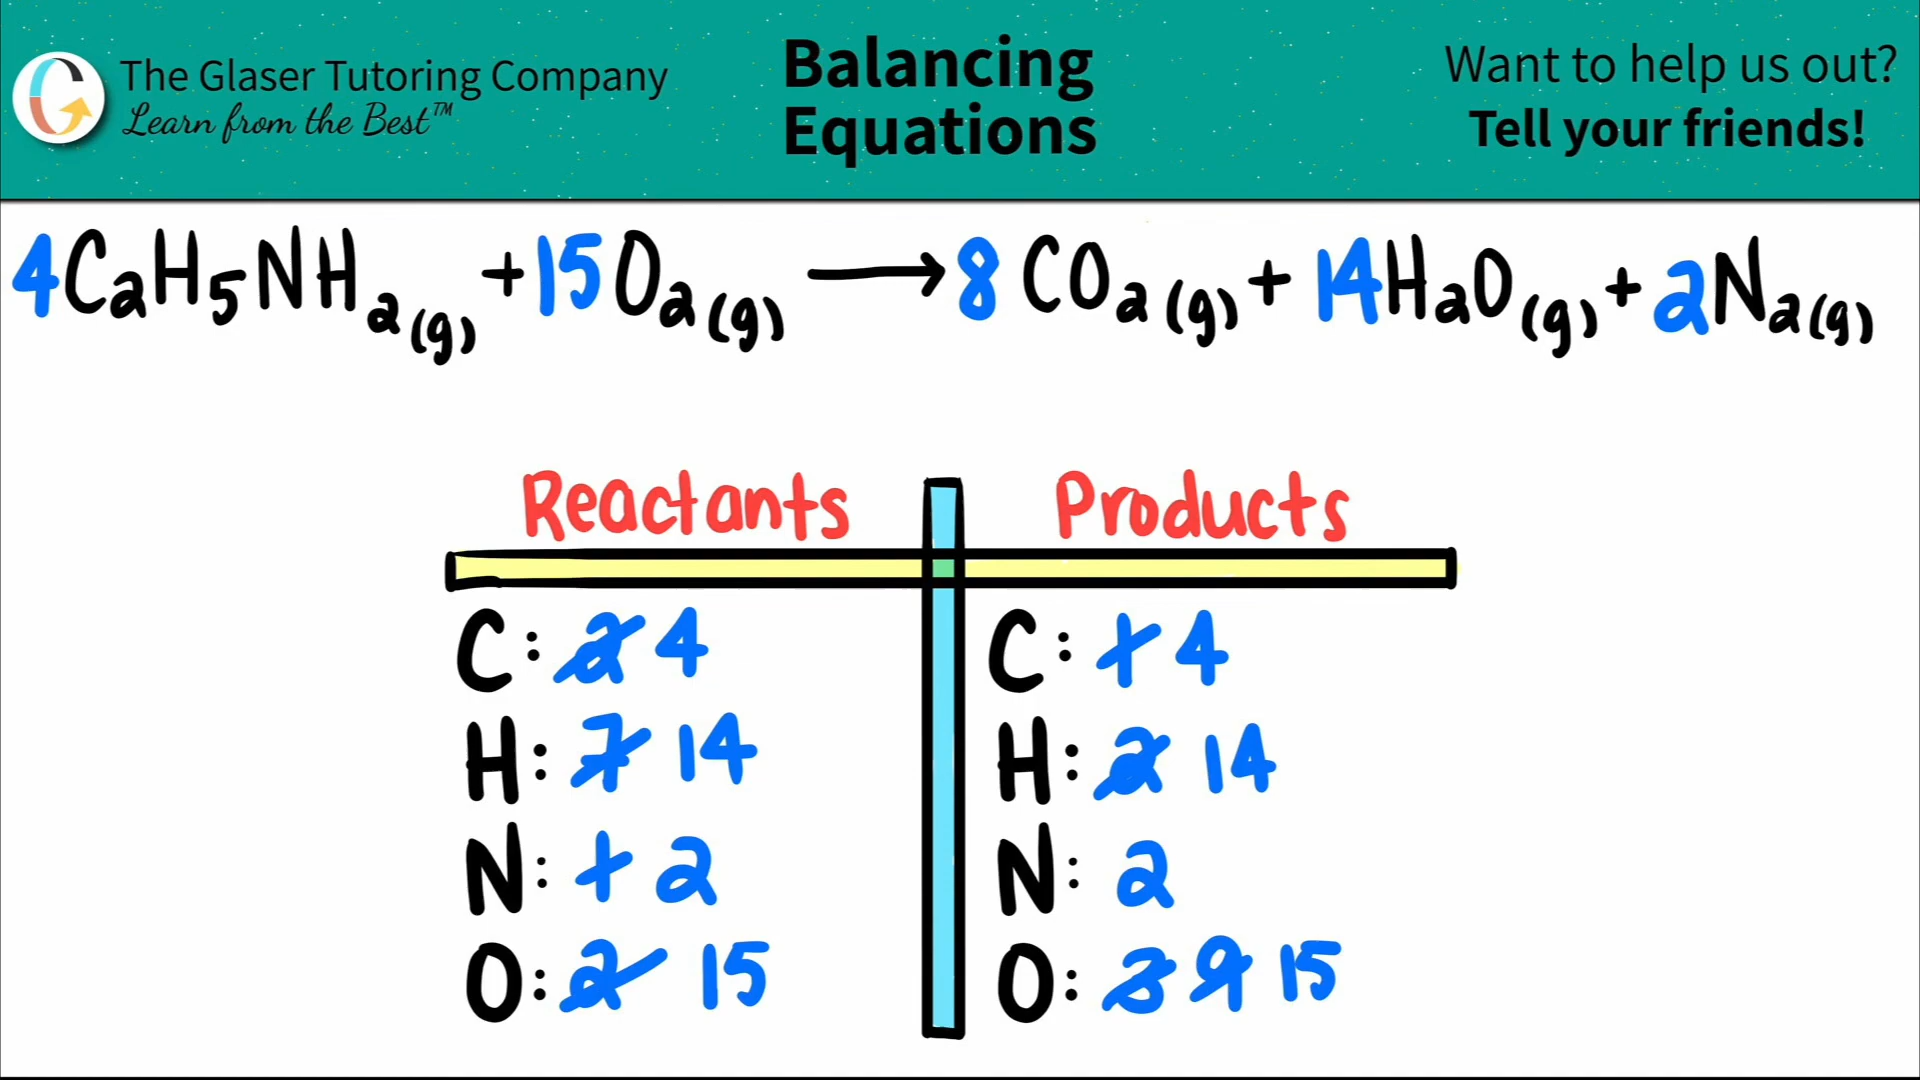 The Glaser Tutoring Company
Learn from the Best™
Balancing
Equations
Want to help us out?
Tell your friends!
4C₂H₅NH₂(g) + 15O₂(g) ⟶ 8CO₂(g) + 14H₂O(g) + 2N₂(g)
Reactants Products
C: 2 4 C: 1 4
H: 7 14 H: 2 14
N: 1 2 N: 2
O: 2 15 O: 3 9 15